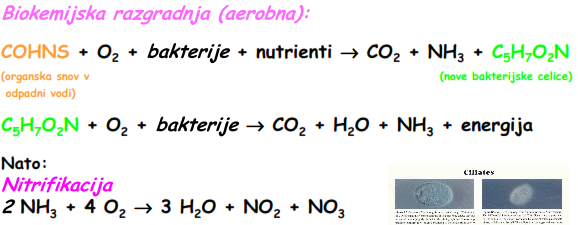 Biokemijska razgradnja (aerobna):
COHNS + O₂ + bakterije + nutrienti → CO₂ + NH₃ + C₅H₇O₂N
(organska snov v
odpadni vodi)
(nove bakterijske celice)
C₅H₇O₂N + O₂ + bakterije → CO₂ + H₂O + NH₃ + energija
Nato:
Nitrifikacija
2 NH₃ + 4 O₂ → 3 H₂O + NO₂ + NO₃
Ciliates